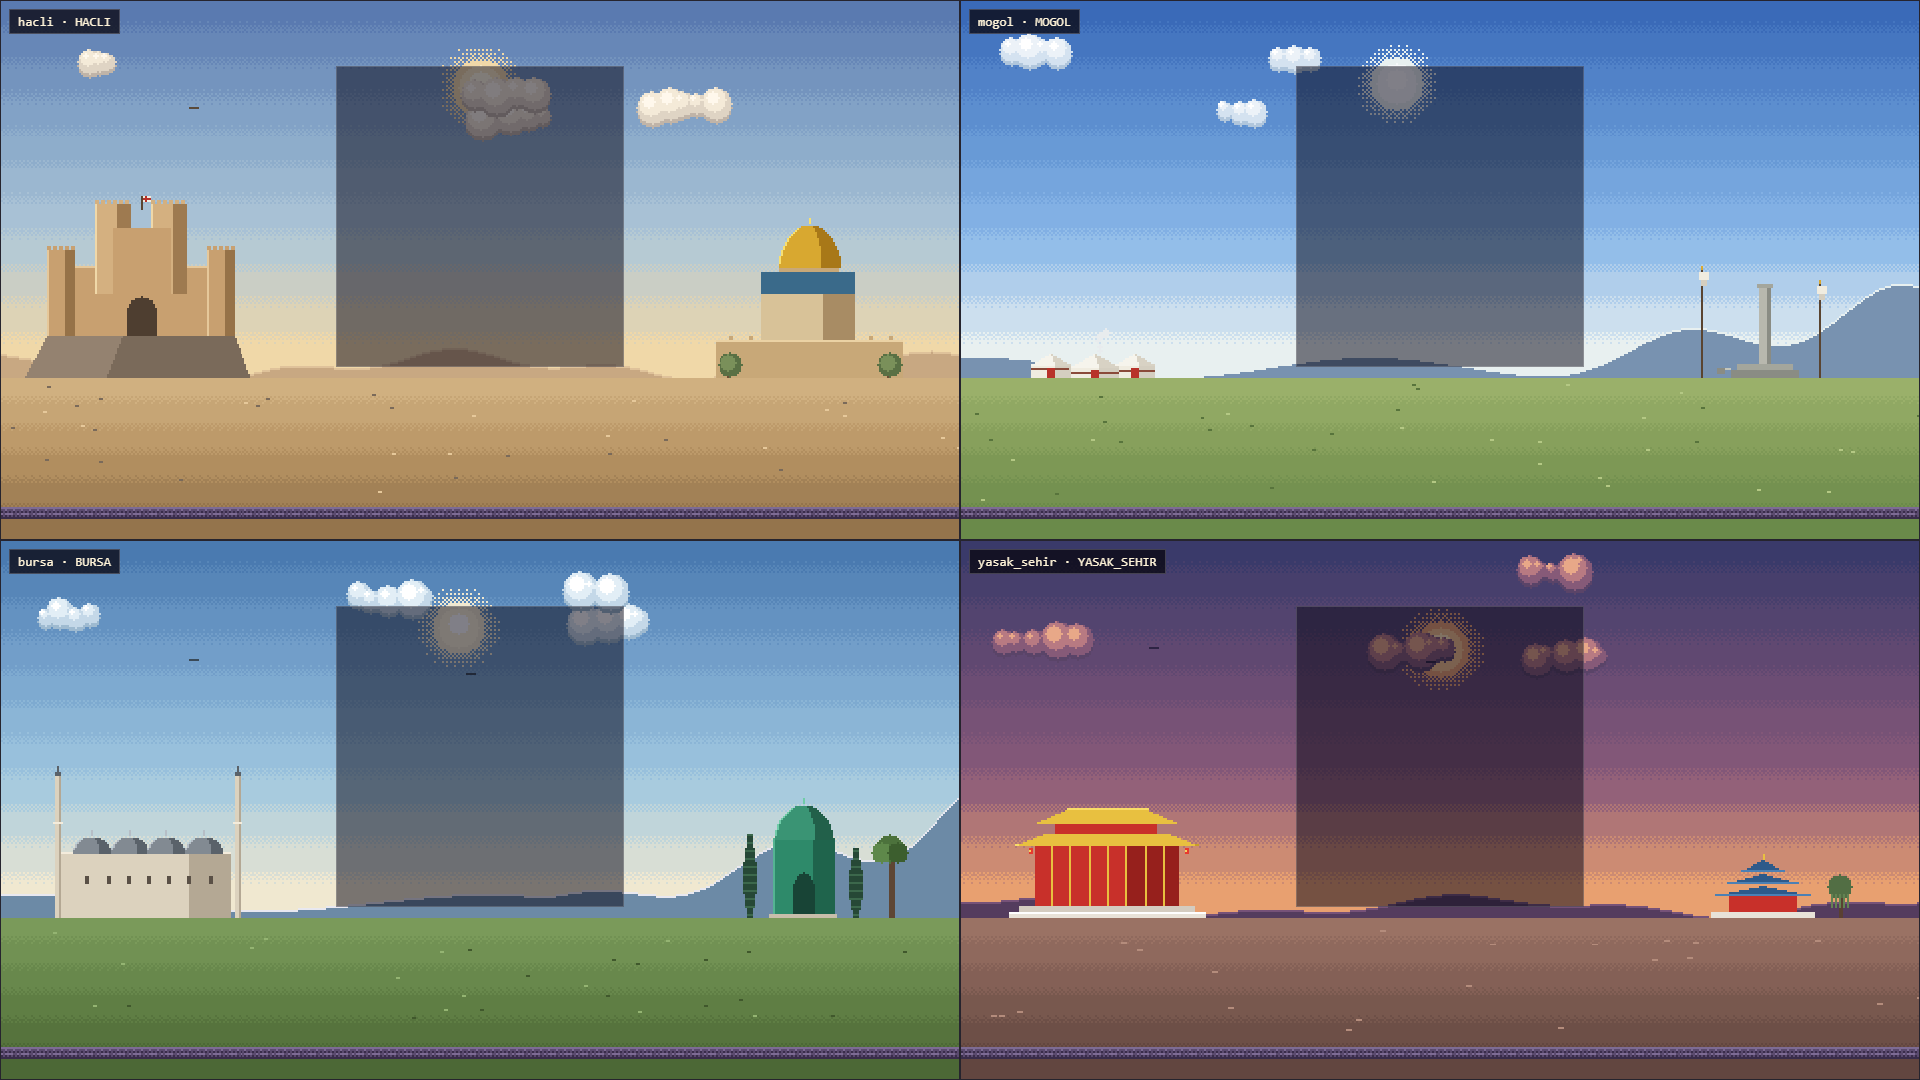 hacli · HACLI
mogol · MOGOL
bursa · BURSA
yasak_sehir · YASAK_SEHIR